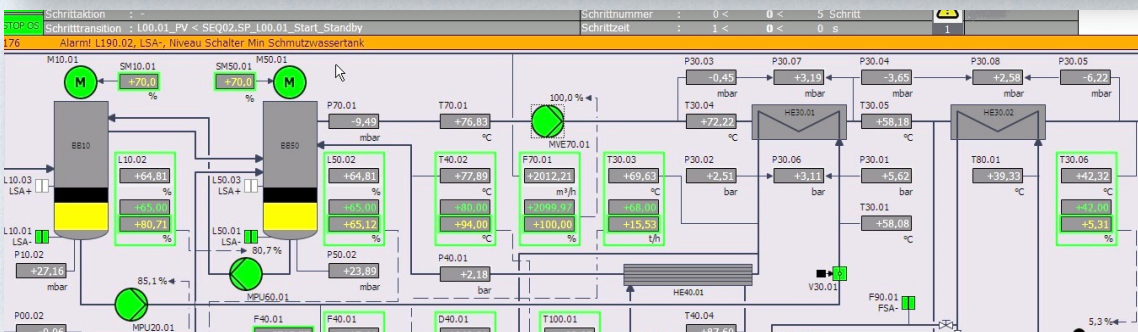 Schrittaktion : -
Schrittnummer : 0 < 0 < 5 Schritt
STOP OS
Schritttransition : L00.01_PV < SEQ02.SP_L00.01_Start_Standby
Schrittzeit : 1 < 0 < 0 s
1
176 Alarm! L190.02, LSA-, Niveau Schalter Min Schmutzwassertank
M10.01
M
SM10.01
+70,0
%
SM50.01
+70,0
%
M50.01
M
P30.03
-0,45
mbar
P30.07
+3,19
mbar
P30.04
-3,65
mbar
P30.08
+2,58
mbar
P30.05
-6,22
mbar
BB10
BB50
P70.01
-9,49
mbar
T70.01
+76,83
°C
100,0 %
MVE70.01
T30.04
+72,22
°C
HE30.01
T30.05
+58,18
°C
HE30.02
L10.03
LSA+
L10.02
+64,81
%
+65,00
+80,71
%
L50.03
LSA+
L50.02
+64,81
%
+65,00
+65,12
%
T40.02
+77,89
°C
+80,00
+94,00
°C
F70.01
+2012,21
m³/h
+2099,97
+100,00
%
T30.03
+69,63
°C
+68,00
+15,53
t/h
P30.02
+2,51
bar
P30.06
+3,11
bar
P30.01
+5,62
bar
T30.01
+58,08
°C
T80.01
+39,33
°C
T30.06
+42,32
°C
+42,00
+5,31
%
L10.01
LSA-
P10.02
+27,16
mbar
L50.01
LSA-
80,7 %
MPU60.01
P50.02
+23,89
mbar
P40.01
+2,18
bar
HE40.01
V30.01
F90.01
FSA-
85,1 %
MPU20.01
P00.02
F40.01
F40.01
D40.01
T100.01
T40.04
5,3 %